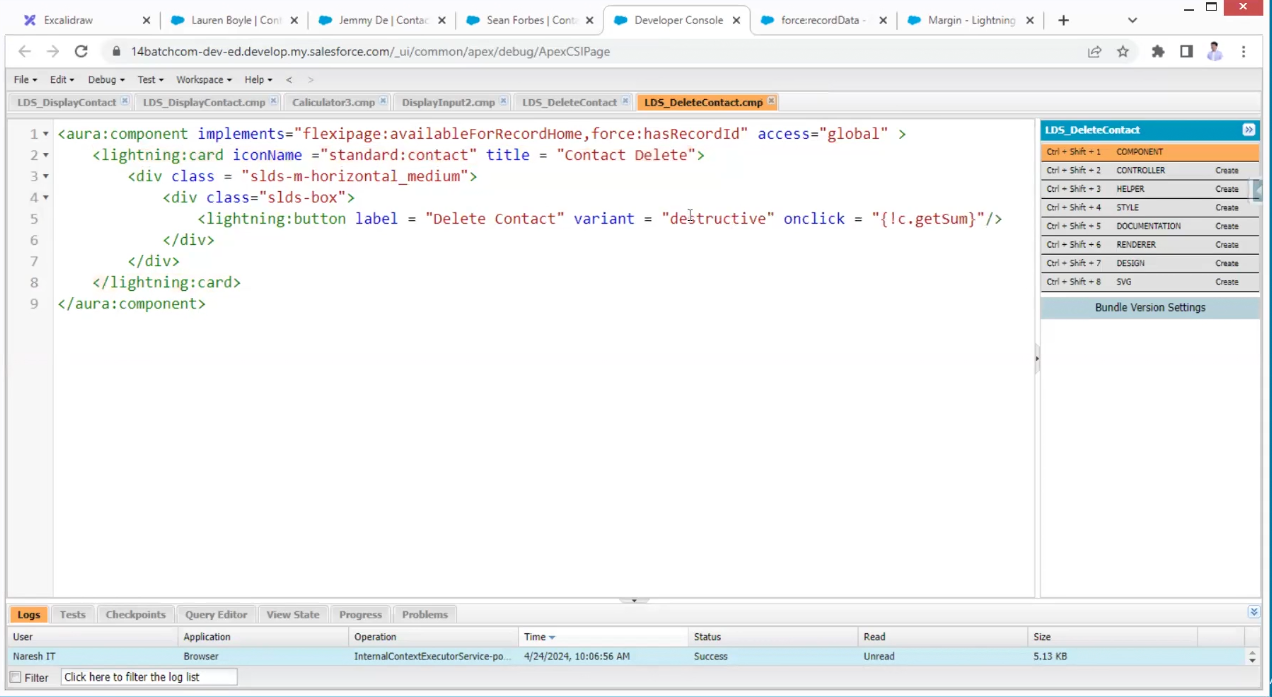 Excalidraw
Lauren Boyle | Cont
Jemmy De | Contac
Sean Forbes | Conta
Developer Console
force:recordData -
Margin - Lightning
14batchcom-dev-ed.develop.my.salesforce.com/_ui/common/apex/debug/ApexCSIPage
File Edit Debug Test Workspace Help < >
LDS_DisplayContact
LDS_DisplayContact.cmp
Caliculator3.cmp
DisplayInput2.cmp
LDS_DeleteContact
LDS_DeleteContact.cmp
1 <aura:component implements="flexipage:availableForRecordHome,force:hasRecordId" access="global" >
2 <lightning:card iconName ="standard:contact" title = "Contact Delete">
3 <div class = "slds-m-horizontal_medium">
4 <div class="slds-box">
5 <lightning:button label = "Delete Contact" variant = "destructive" onclick = "{!c.getSum}"/>
6 </div>
7 </div>
8 </lightning:card>
9 </aura:component>
LDS_DeleteContact
Ctrl + Shift + 1 COMPONENT
Ctrl + Shift + 2 CONTROLLER Create
Ctrl + Shift + 3 HELPER Create
Ctrl + Shift + 4 STYLE Create
Ctrl + Shift + 5 DOCUMENTATION Create
Ctrl + Shift + 6 RENDERER Create
Ctrl + Shift + 7 DESIGN Create
Ctrl + Shift + 8 SVG Create
Bundle Version Settings
Logs Tests Checkpoints Query Editor View State Progress Problems
User Application Operation Time Status Read Size
Naresh IT Browser InternalContextExecutorService-po... 4/24/2024, 10:06:56 AM Success Unread 5.13 KB
Filter Click here to filter the log list